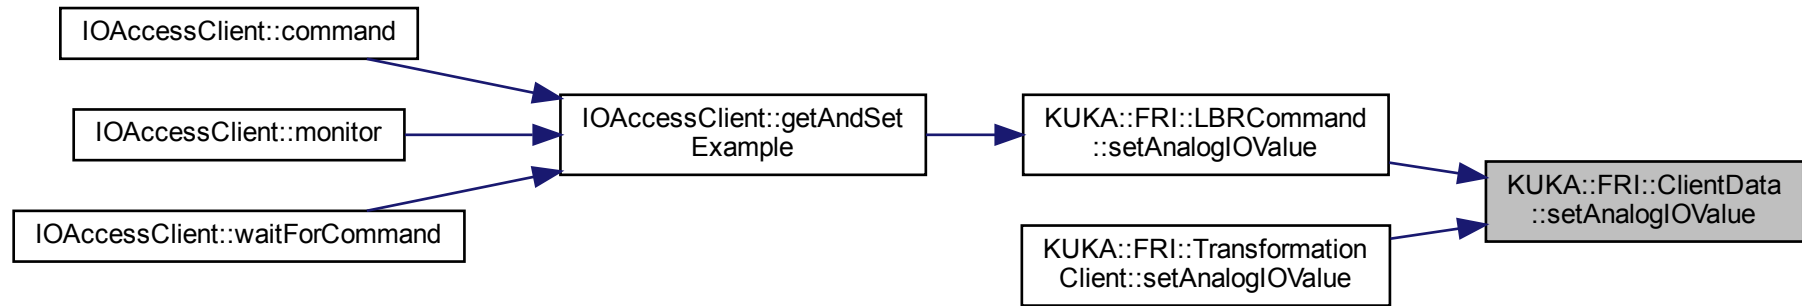 IOAccessClient::command
IOAccessClient::monitor
IOAccessClient::waitForCommand
IOAccessClient::getAndSet
Example
KUKA::FRI::LBRCommand
::setAnalogIOValue
KUKA::FRI::Transformation
Client::setAnalogIOValue
KUKA::FRI::ClientData
::setAnalogIOValue